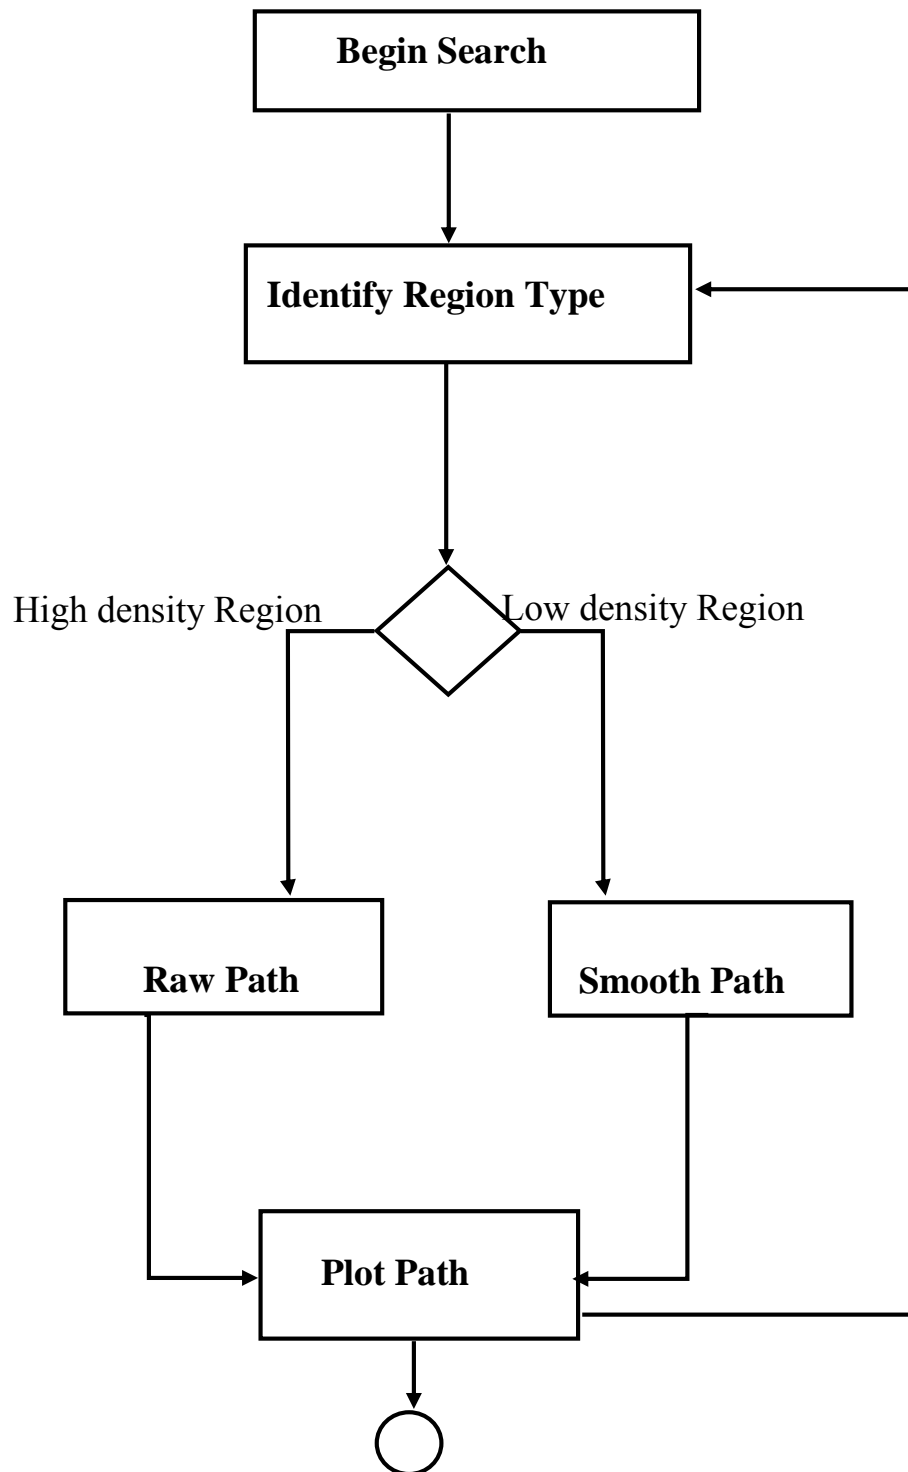 Begin Search
Identify Region Type
High density Region
Low density Region
Raw Path
Smooth Path
Plot Path